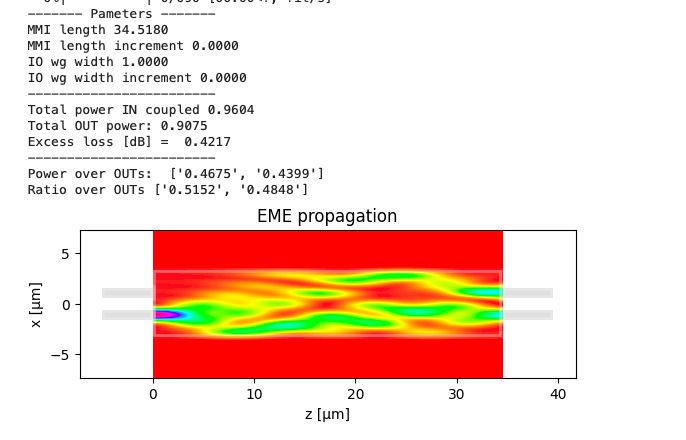 ------- Pameters -------
MMI length 34.5180
MMI length increment 0.0000
IO wg width 1.0000
IO wg width increment 0.0000
------------------------
Total power IN coupled 0.9604
Total OUT power: 0.9075
Excess loss [dB] =  0.4217
------------------------
Power over OUTs:  ['0.4675', '0.4399']
Ratio over OUTs ['0.5152', '0.4848']
EME propagation
5
0
−5
x [μm]
0 10 20 30 40
z [μm]